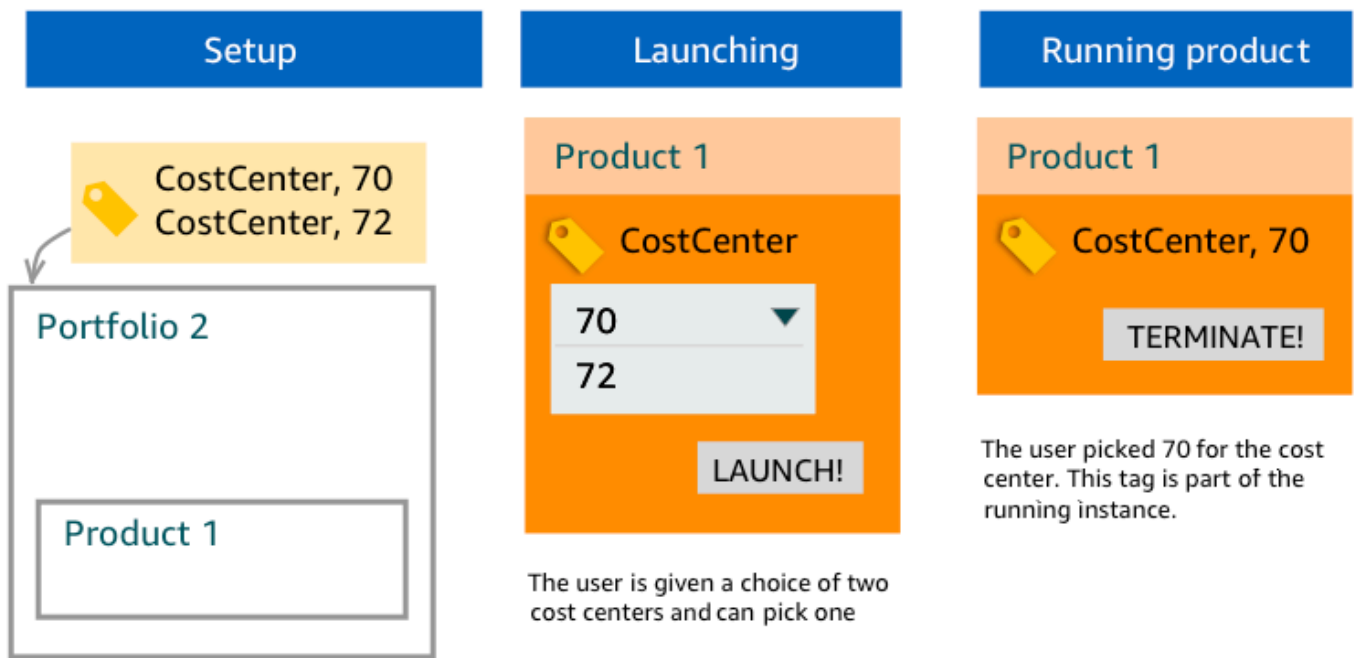 Setup
CostCenter, 70
CostCenter, 72
Portfolio 2
Product 1
Launching
Product 1
CostCenter
70
72
LAUNCH!
The user is given a choice of two
cost centers and can pick one
Running product
Product 1
CostCenter, 70
TERMINATE!
The user picked 70 for the cost
center. This tag is part of the
running instance.